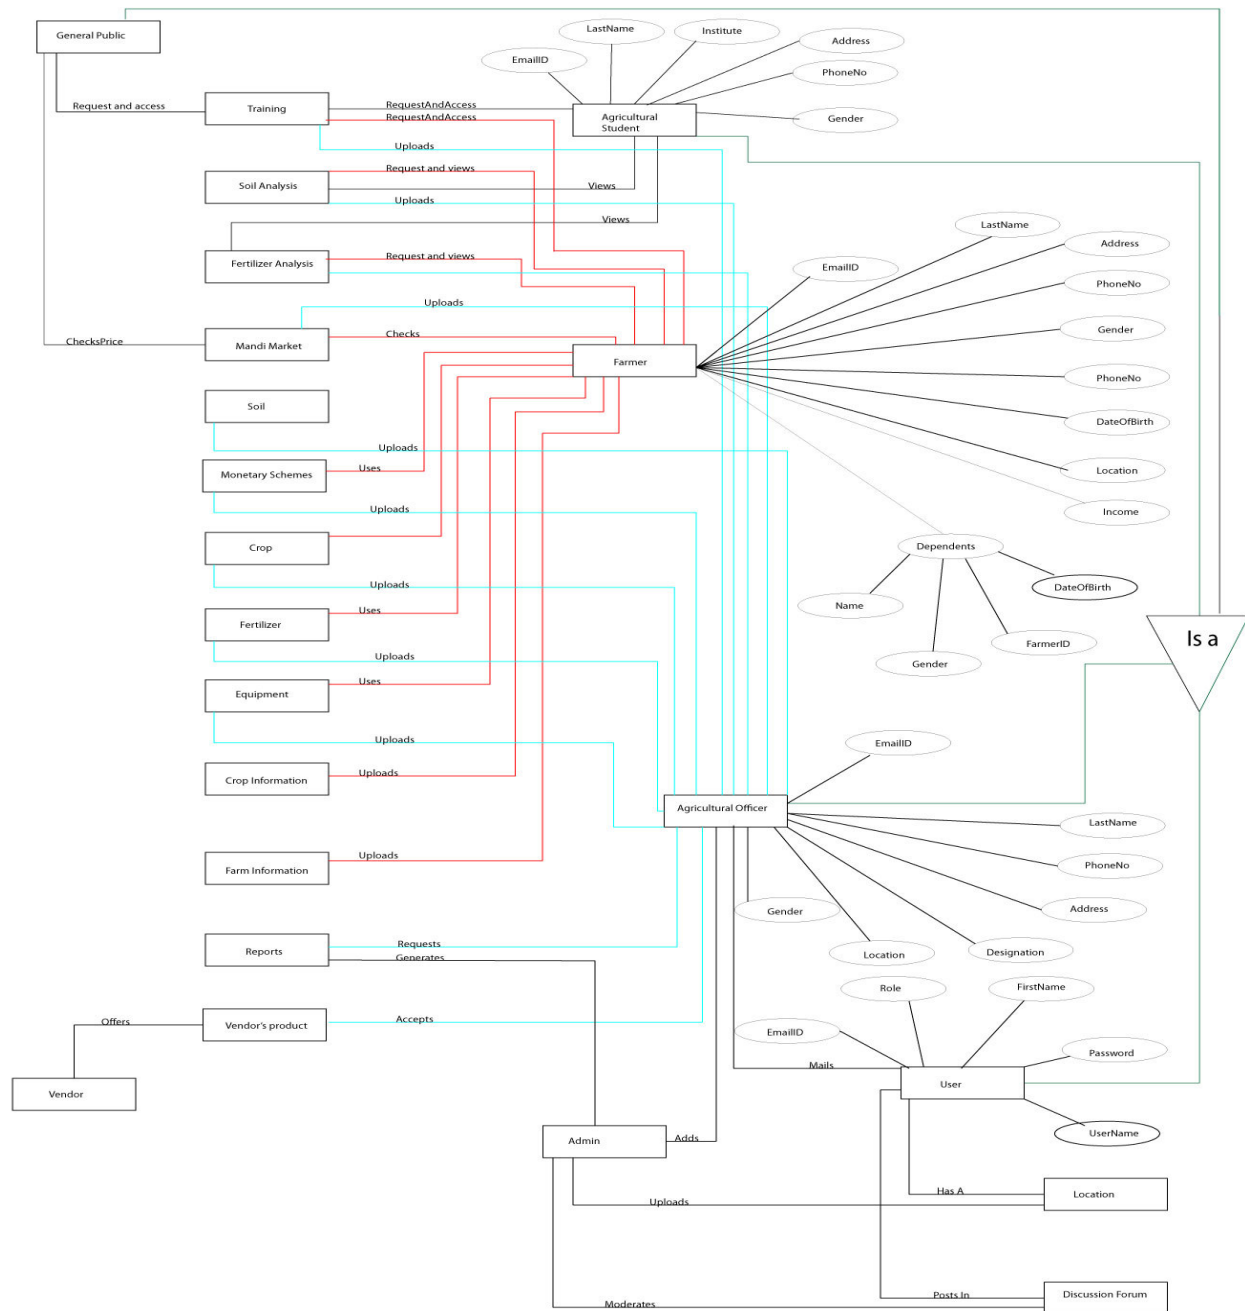 General Public
LastName
Institute
Address
EmailID
PhoneNo
Request and access
Training
RequestAndAccess
RequestAndAccess
Agricultural
Student
Gender
Uploads
Request and views
Soil Analysis
Views
Uploads
Views
LastName
Address
Fertilizer Analysis
Request and views
EmailID
PhoneNo
Uploads
Gender
CheckPrice
Mandi Market
Checks
Farmer
PhoneNo
Soil
DateOfBirth
Uploads
Location
Monetary Schemes
Uses
Uploads
Income
Crop
Dependents
Uploads
DateOfBirth
Name
Fertilizer
Uses
FarmerID
Is a
Uploads
Gender
Equipment
Uses
Uploads
EmailID
Crop Information
Uploads
Agricultural Officer
LastName
Farm Information
Uploads
PhoneNo
Gender
Address
Reports
Requests
Generates
Location
Designation
Role
FirstName
Offers
Vendor's product
Accepts
EmailID
Password
Mails
User
Vendor
Admin
Adds
UserName
Has A
Location
Uploads
Posts In
Discussion Forum
Moderates